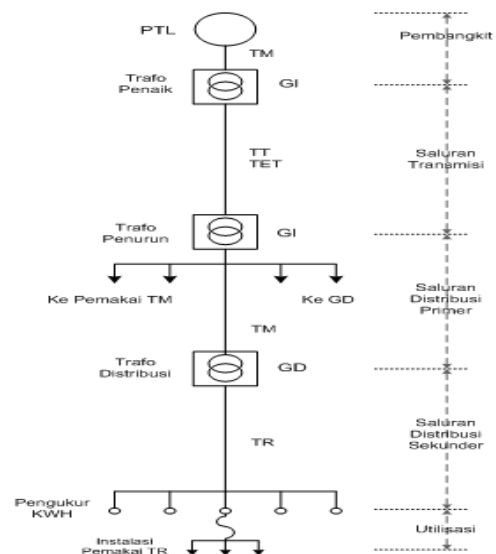 PTL
TM
Pembangkit
Trafo
Penaik
GI
TT
TET
Saluran
Transmisi
Trafo
Penurun
GI
Ke Pemakai TM
Ke GD
Saluran
Distribusi
Primer
TM
Trafo
Distribusi
GD
TR
Saluran
Distribusi
Sekunder
Pengukur
KWH
Utilisasi
Instalasi
Pemakai TR